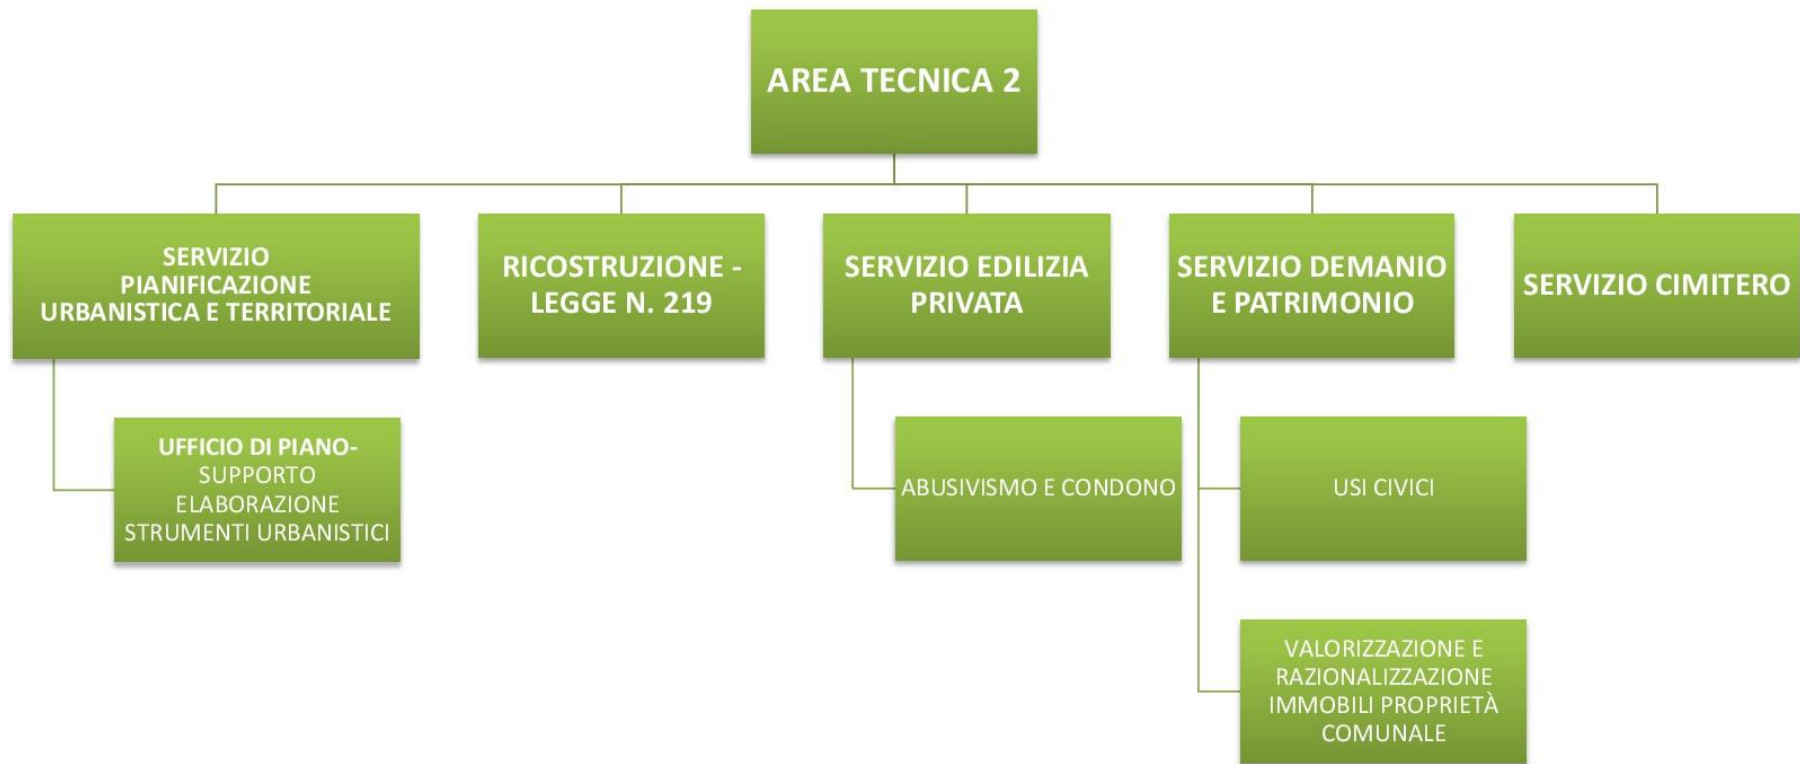 AREA TECNICA 2
SERVIZIO
PIANIFICAZIONE
URBANISTICA E TERRITORIALE
RICOSTRUZIONE -
LEGGE N. 219
SERVIZIO EDILIZIA
PRIVATA
SERVIZIO DEMANIO
E PATRIMONIO
SERVIZIO CIMITERO
UFFICIO DI PIANO-
SUPPORTO
ELABORAZIONE
STRUMENTI URBANISTICI
ABUSIVISMO E CONDONO
USI CIVICI
VALORIZZAZIONE E
RAZIONALIZZAZIONE
IMMOBILI PROPRIETÀ
COMUNALE